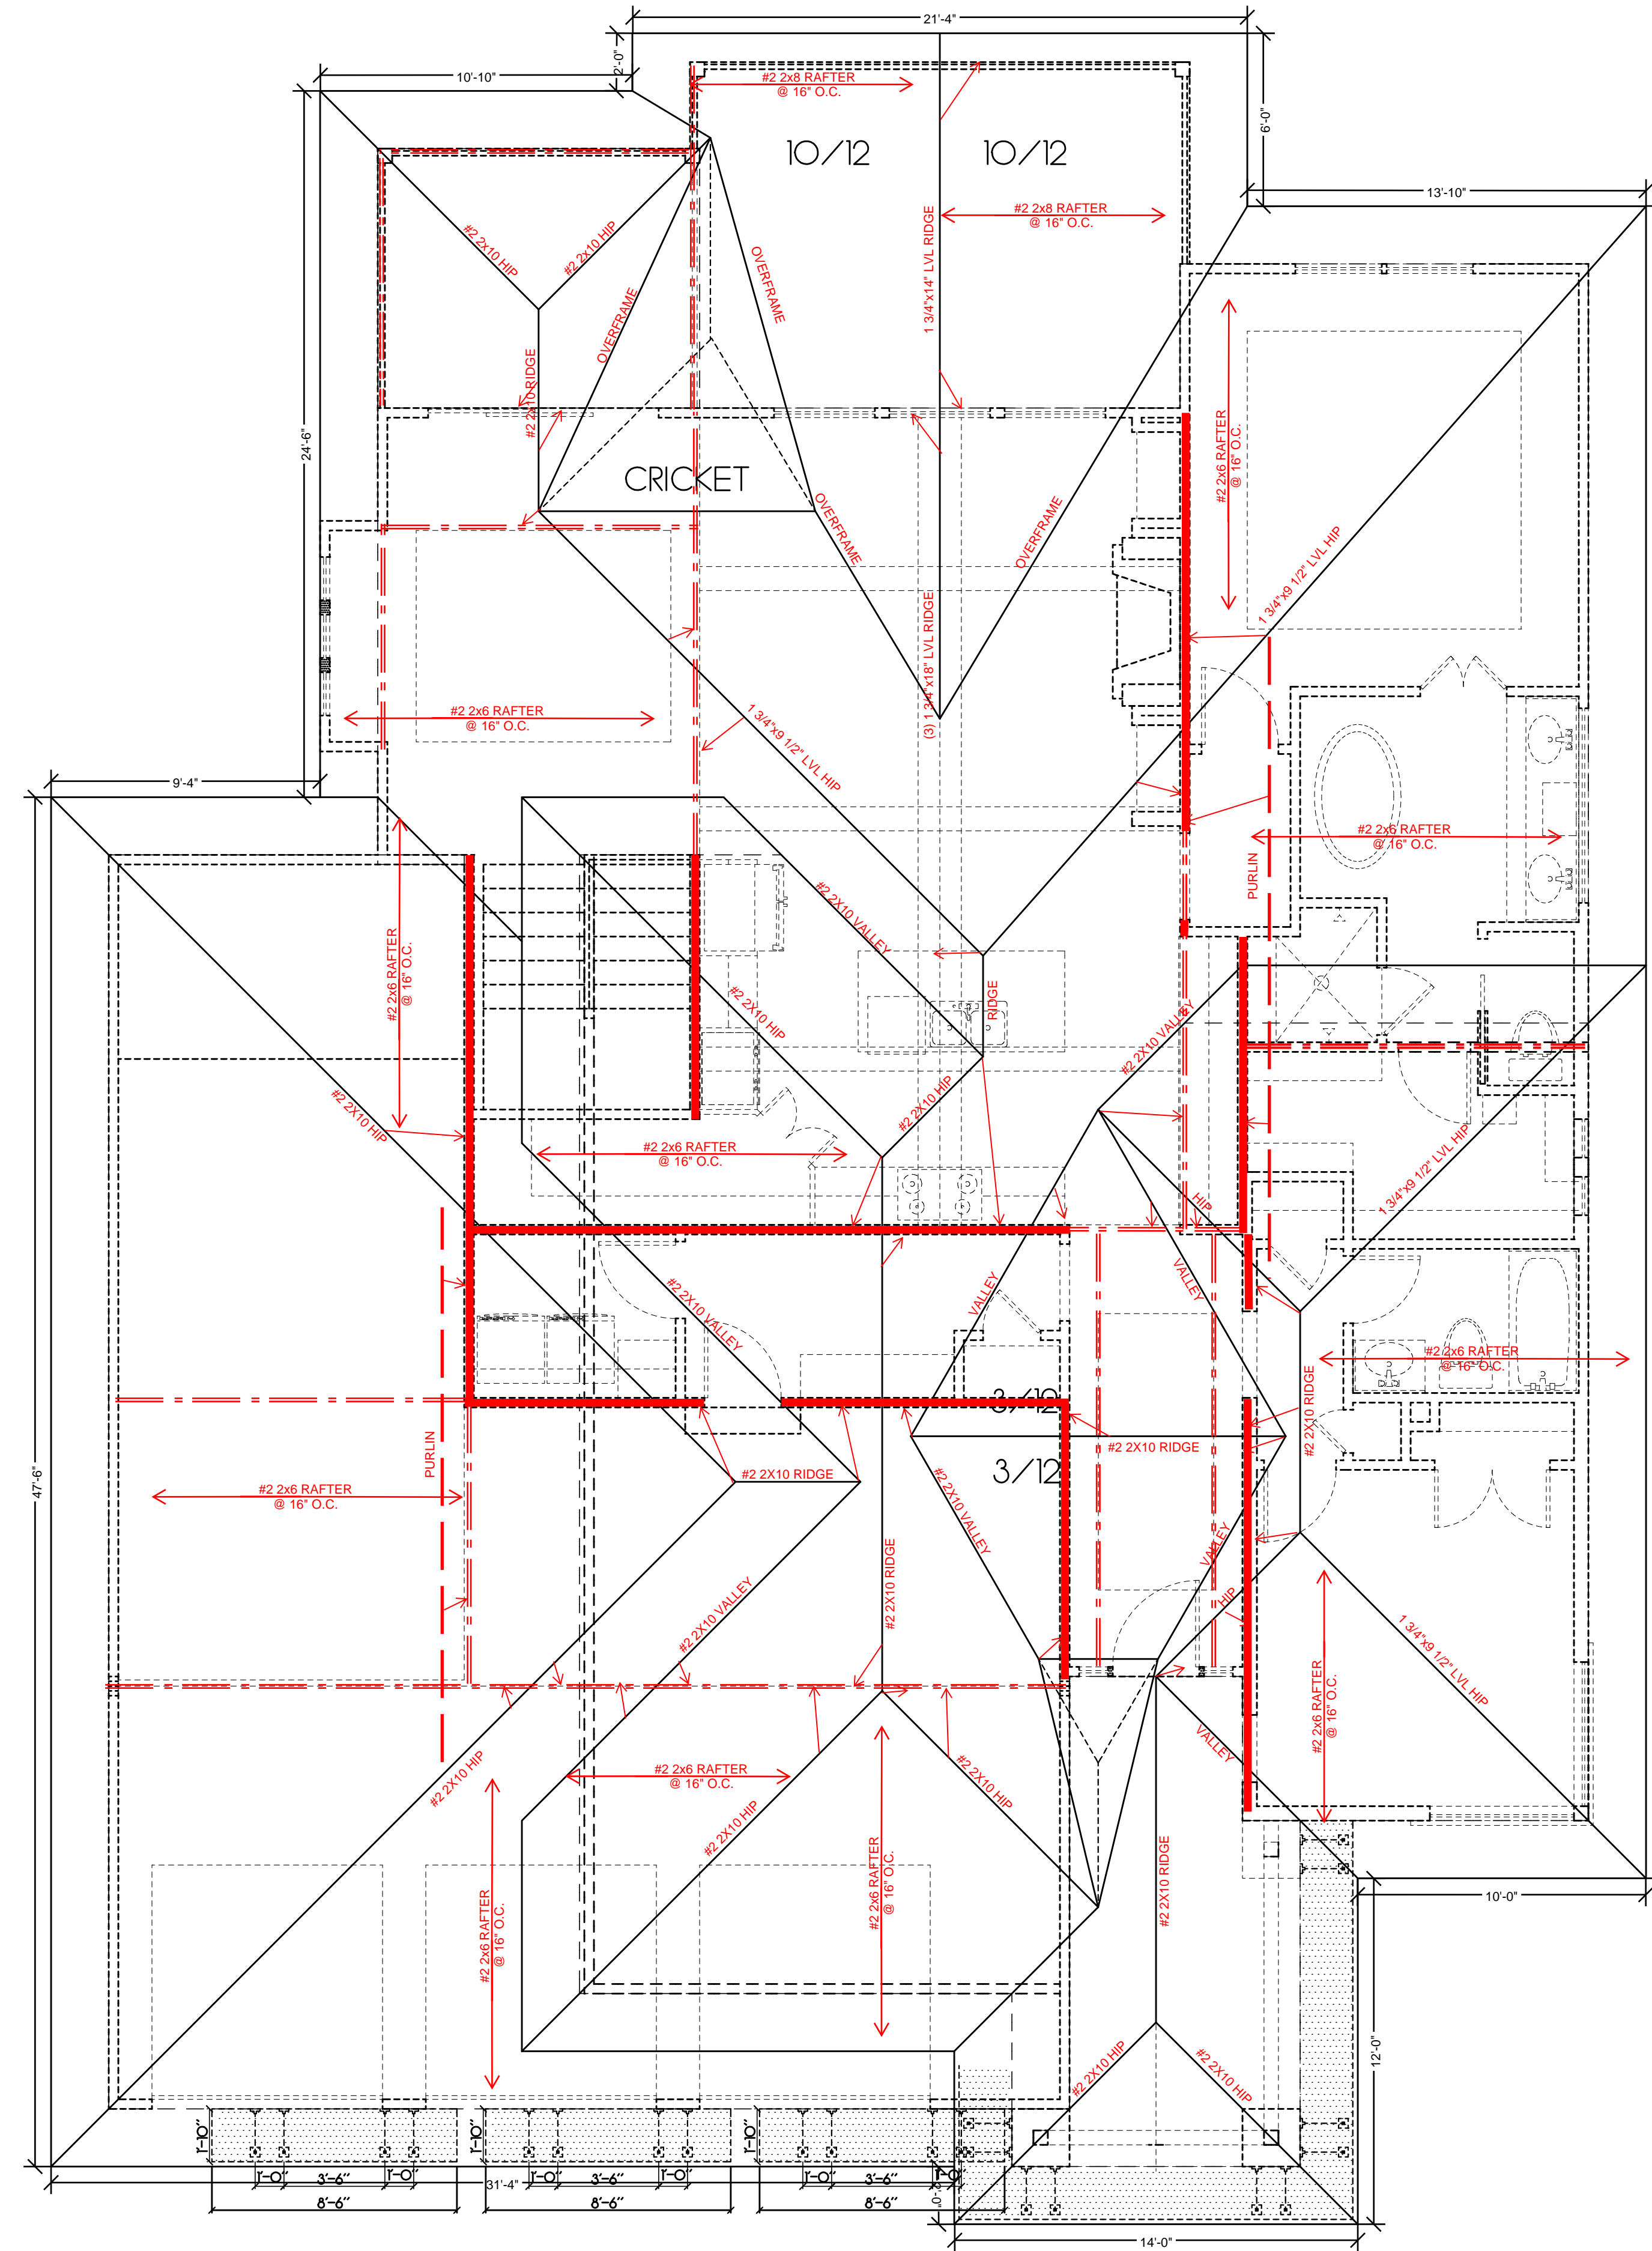 21'-4"
2'-0"
10'-10"
#2 2x8 RAFTER
@ 16" O.C.
6'-0"
10/12
10/12
13'-10"
#2 2x8 RAFTER
@ 16" O.C.
#2 2x10 HIP
#2 2x10 HIP
OVERFRAME
1 3/4"x14" LVL RIDGE
OVERFRAME
#2 2x10 RIDGE
24'-6"
#2 2x6 RAFTER
@ 16" O.C.
CRICKET
OVERFRAME
OVERFRAME
1 3/4"x9 1/2" LVL HIP
(3) 1 3/4"x18" LVL RIDGE
#2 2x6 RAFTER
@ 16" O.C.
1 3/4"x9 1/2" LVL HIP
9'-4"
#2 2x6 RAFTER
@ 16" O.C.
PURLIN
#2 2X10 VALLEY
#2 2x6 RAFTER
@ 16" O.C.
#2 2X10 HIP
RIDGE
#2 2X10 VALLEY
#2 2X10 HIP
#2 2X10 HIP
#2 2x6 RAFTER
@ 16" O.C.
1 3/4"x9 1/2" LVL HIP
HIP
VALLEY
VALLEY
#2 2X10 VALLEY
#2 2x6 RAFTER
@ 16" O.C.
3/12
#2 2X10 RIDGE
#2 2X10 RIDGE
PURLIN
3/12
#2 2X10 RIDGE
47'-6"
#2 2x6 RAFTER
@ 16" O.C.
#2 2X10 VALLEY
VALLEY
#2 2X10 RIDGE
#2 2X10 VALLEY
HIP
1 3/4"x9 1/2" LVL HIP
#2 2x6 RAFTER
@ 16" O.C.
VALLEY
#2 2X10 HIP
#2 2x6 RAFTER
@ 16" O.C.
#2 2X10 HIP
#2 2X10 HIP
#2 2x6 RAFTER
@ 16" O.C.
#2 2X10 RIDGE
10'-0"
#2 2x6 RAFTER
@ 16" O.C.
12'-0"
#2 2X10 HIP
#2 2X10 HIP
1'-10"
1'-10"
1'-10"
1'-0"
3'-6"
1'-0"
31'-4"
1'-0"
3'-6"
1'-0"
1'-0"
3'-6"
8'-6"
8'-6"
8'-6"
14'-0"